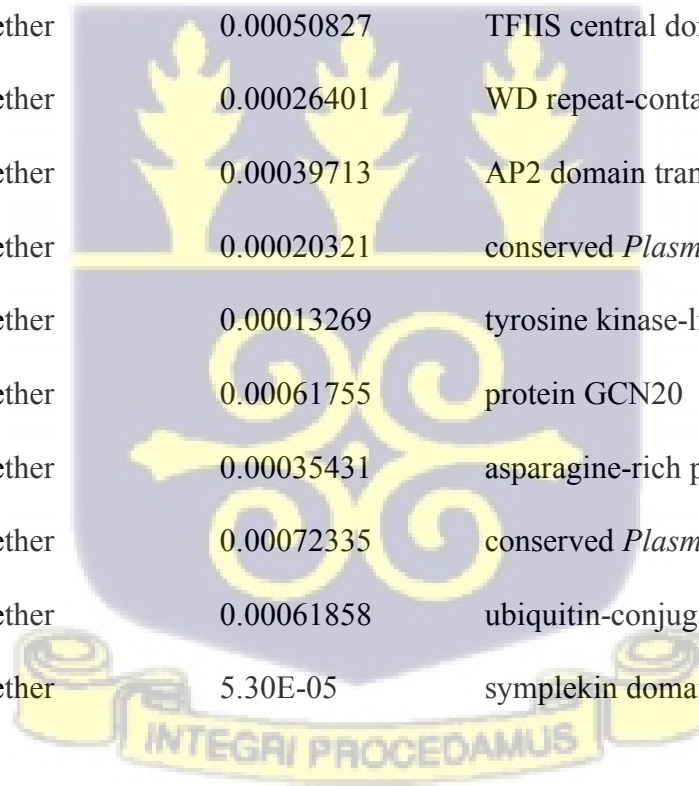 ether 0.00050827 TFIIS central do
ether 0.00026401 WD repeat-conta
ether 0.00039713 AP2 domain tran
ether 0.00020321 conserved Plasm
ether 0.00013269 tyrosine kinase-li
ether 0.00061755 protein GCN20
ether 0.00035431 asparagine-rich p
ether 0.00072335 conserved Plasm
ether 0.00061858 ubiquitin-conjug
ether 5.30E-05 symplekin doma
INTEGRI PROCEDAMUS